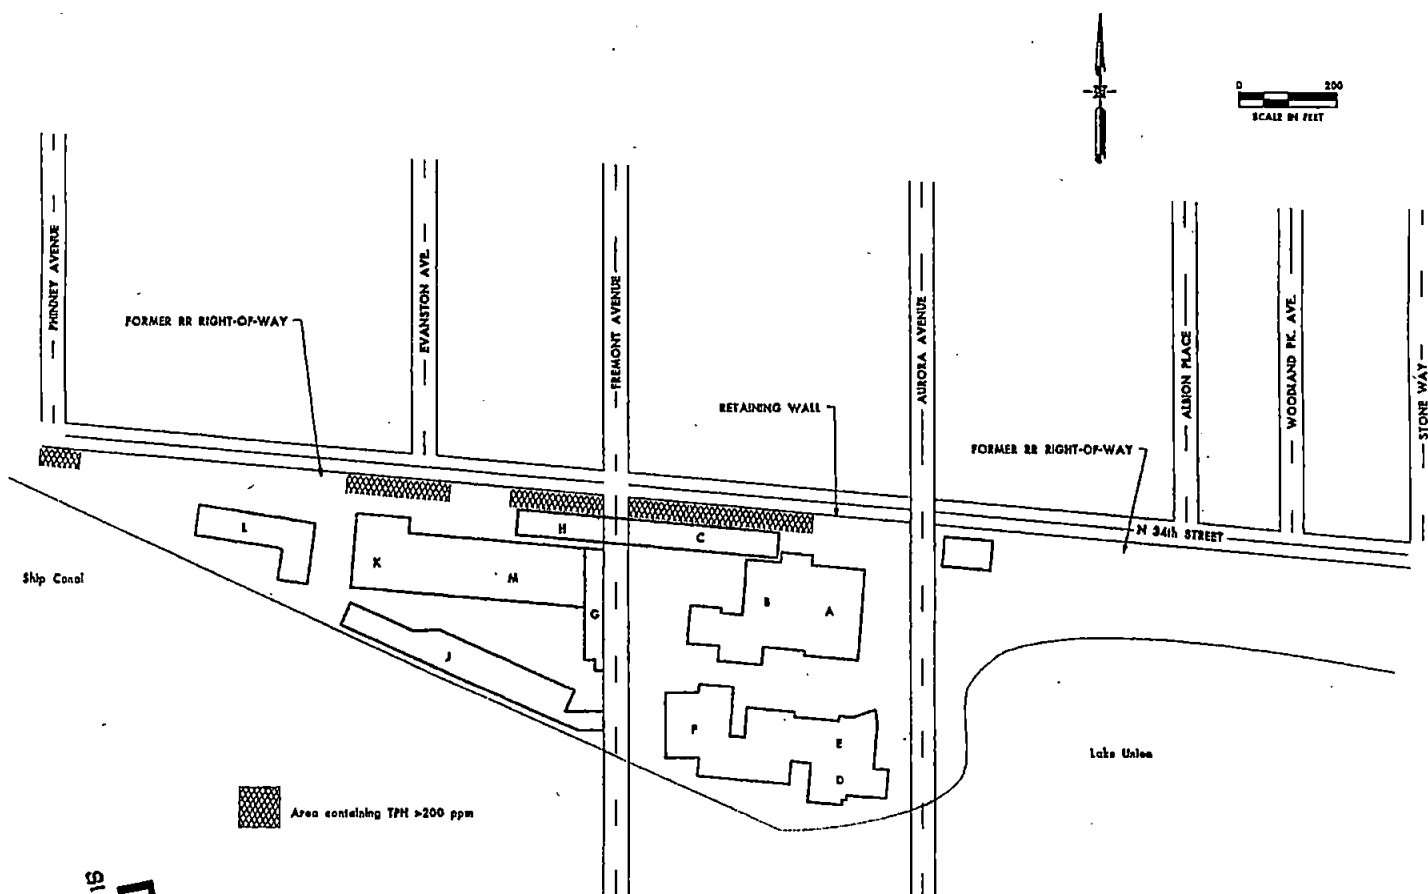 0 200
SCALE IN FEET
PHINNEY AVENUE
EVANSTON AVE.
FREMONT AVENUE
AURORA AVENUE
ALBION PLACE
WOODLAND PK. AVE.
STONE WAY
FORMER RR RIGHT-OF-WAY
RETAINING WALL
FORMER RR RIGHT-OF-WAY
N 34th STREET
L
H
C
K
M
G
B
A
J
F
E
D
Ship Canal
Lake Union
Area containing TPH >200 ppm